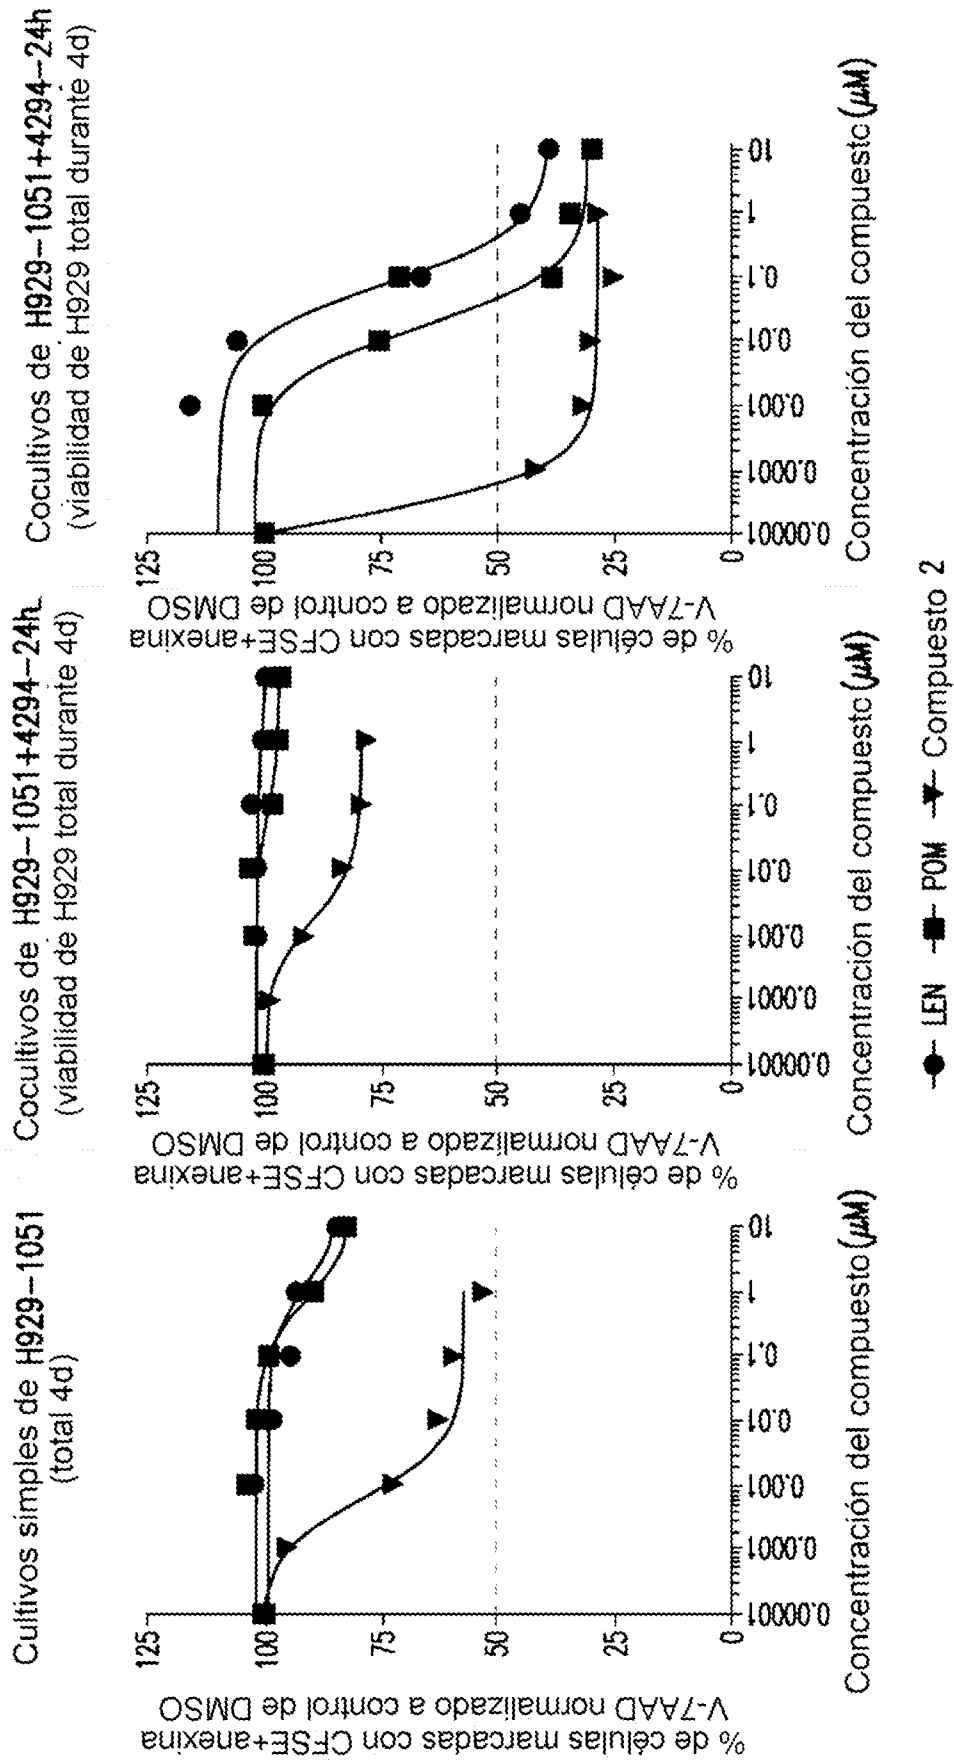 Cultivos simples de H929-1051
(total 4d)
% de células marcadas con CFSE+anexina
V-7AAD normalizado a control de DMSO
125
100
75
50
25
0
0.00001
0.0001
0.001
0.01
0.1
1
10
Concentración del compuesto (µM)
Cocultivos de H929-1051+4294-24h
(viabilidad de H929 total durante 4d)
% de células marcadas con CFSE+anexina
V-7AAD normalizado a control de DMSO
125
100
75
50
25
0
0.00001
0.0001
0.001
0.01
0.1
1
10
Concentración del compuesto (µM)
Cocultivos de H929-1051+4294-24h
(viabilidad de H929 total durante 4d)
% de células marcadas con CFSE+anexina
V-7AAD normalizado a control de DMSO
125
100
75
50
25
0
0.00001
0.0001
0.001
0.01
0.1
1
10
Concentración del compuesto (µM)
LEN POM Compuesto 2